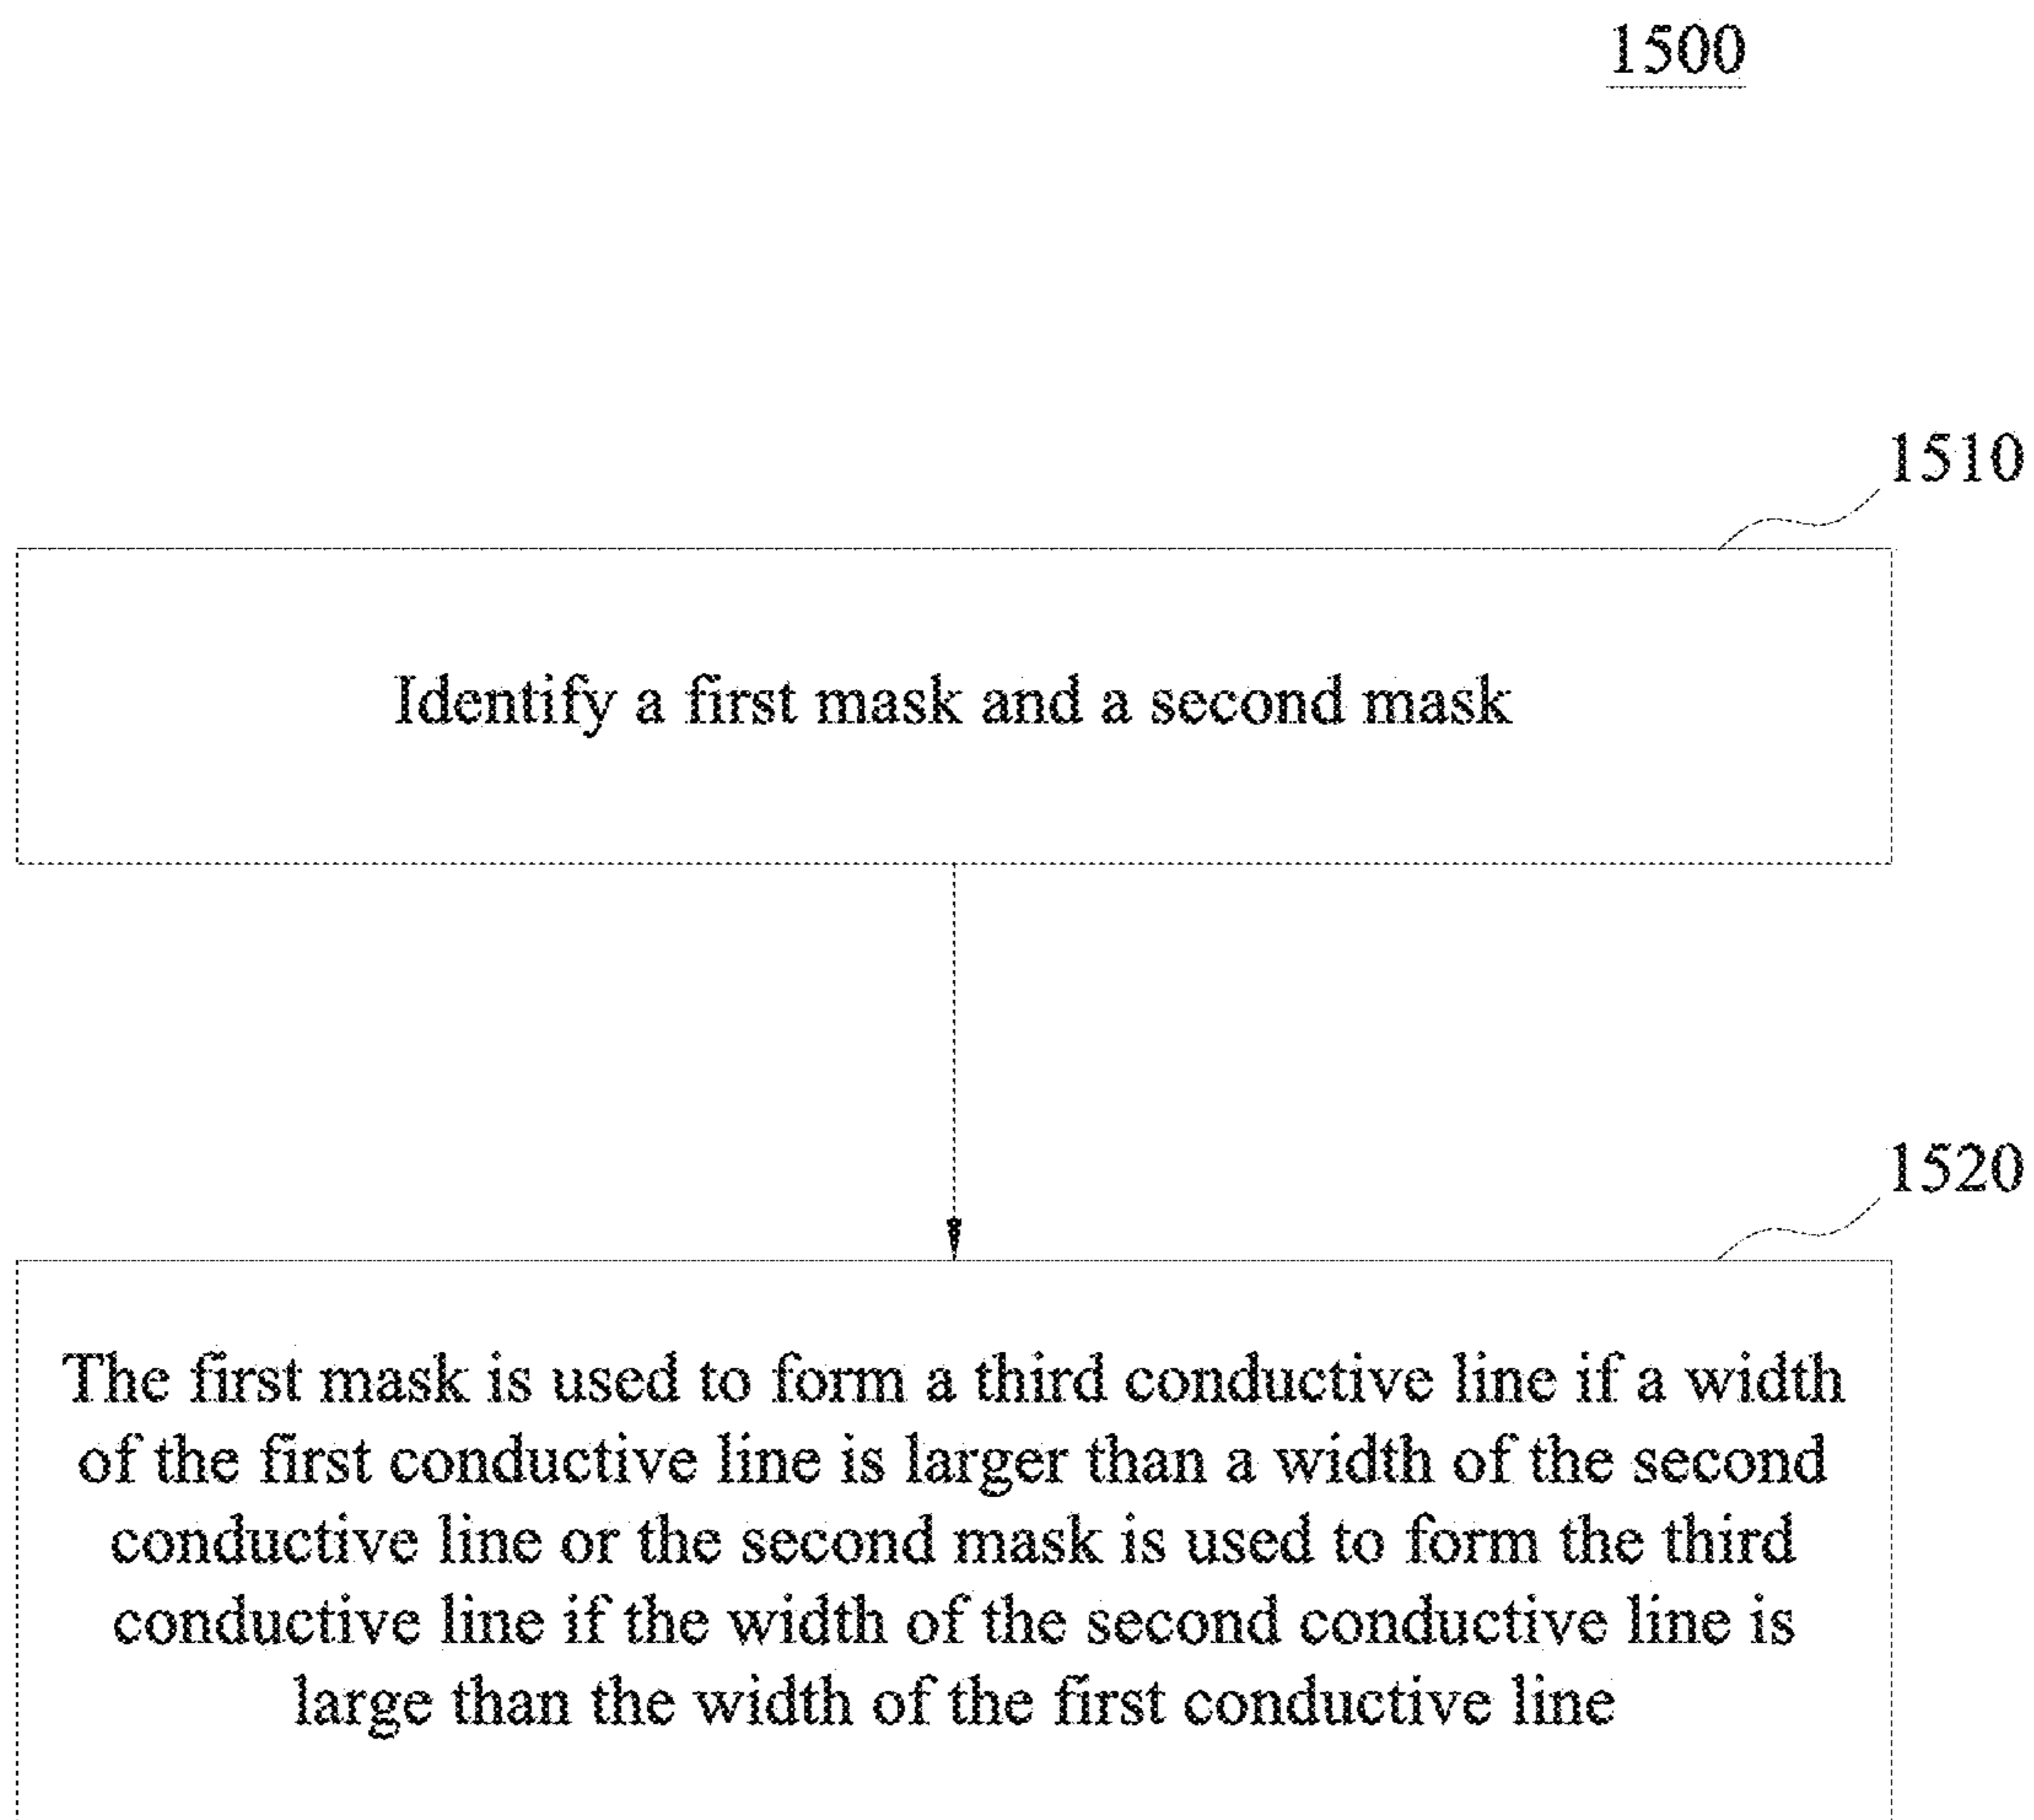 1500
1510
Identify a first mask and a second mask
1520
The first mask is used to form a third conductive line if a width
of the first conductive line is larger than a width of the second
conductive line or the second mask is used to form the third
conductive line if the width of the second conductive line is
large than the width of the first conductive line